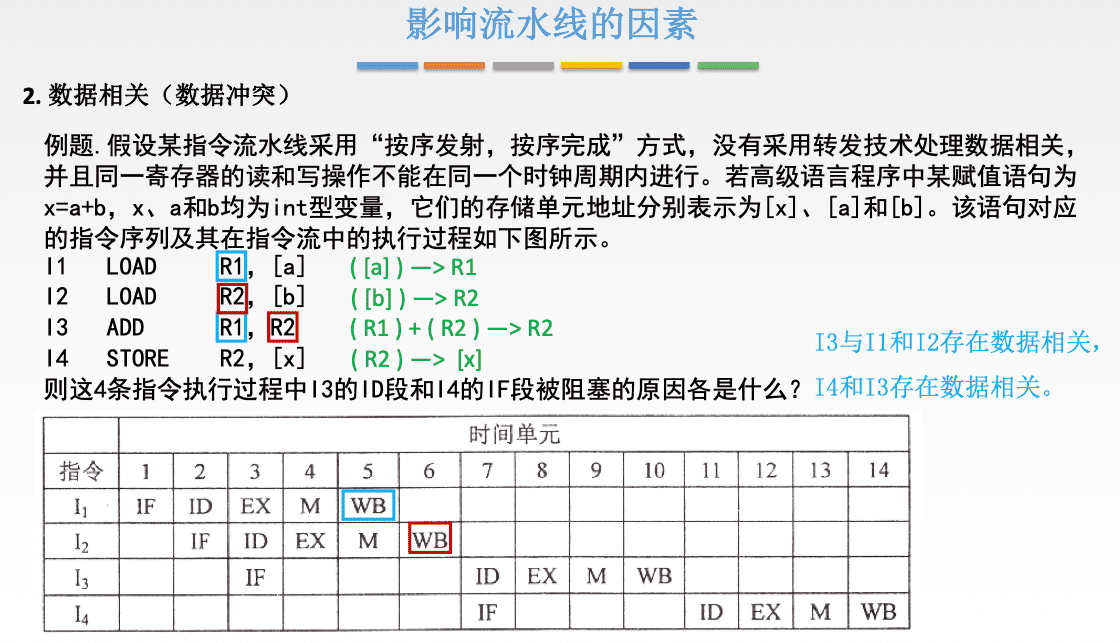 影响流水线的因素
2. 数据相关（数据冲突）
例题.假设某指令流水线采用“按序发射，按序完成”方式，没有采用转发技术处理数据相关，
并且同一寄存器的读和写操作不能在同一个时钟周期内进行。若高级语言程序中某赋值语句为
x=a+b，x、a和b均为int型变量，它们的存储单元地址分别表示为[x]、[a]和[b]。该语句对应
的指令序列及其在指令流中的执行过程如下图所示。
I1 LOAD R1, [a] ( [a] ) —> R1
I2 LOAD R2, [b] ( [b] ) —> R2
I3 ADD R1, R2 ( R1 ) + ( R2 ) —> R2
I4 STORE R2, [x] ( R2 ) —> [x]
I3与I1和I2存在数据相关，
I4和I3存在数据相关。
则这4条指令执行过程中I3的ID段和I4的IF段被阻塞的原因各是什么？
时间单元
指令 1 2 3 4 5 6 7 8 9 10 11 12 13 14
I₁ IF ID EX M WB
I₂ IF ID EX M WB
I₃ IF ID EX M WB
I₄ IF ID EX M WB